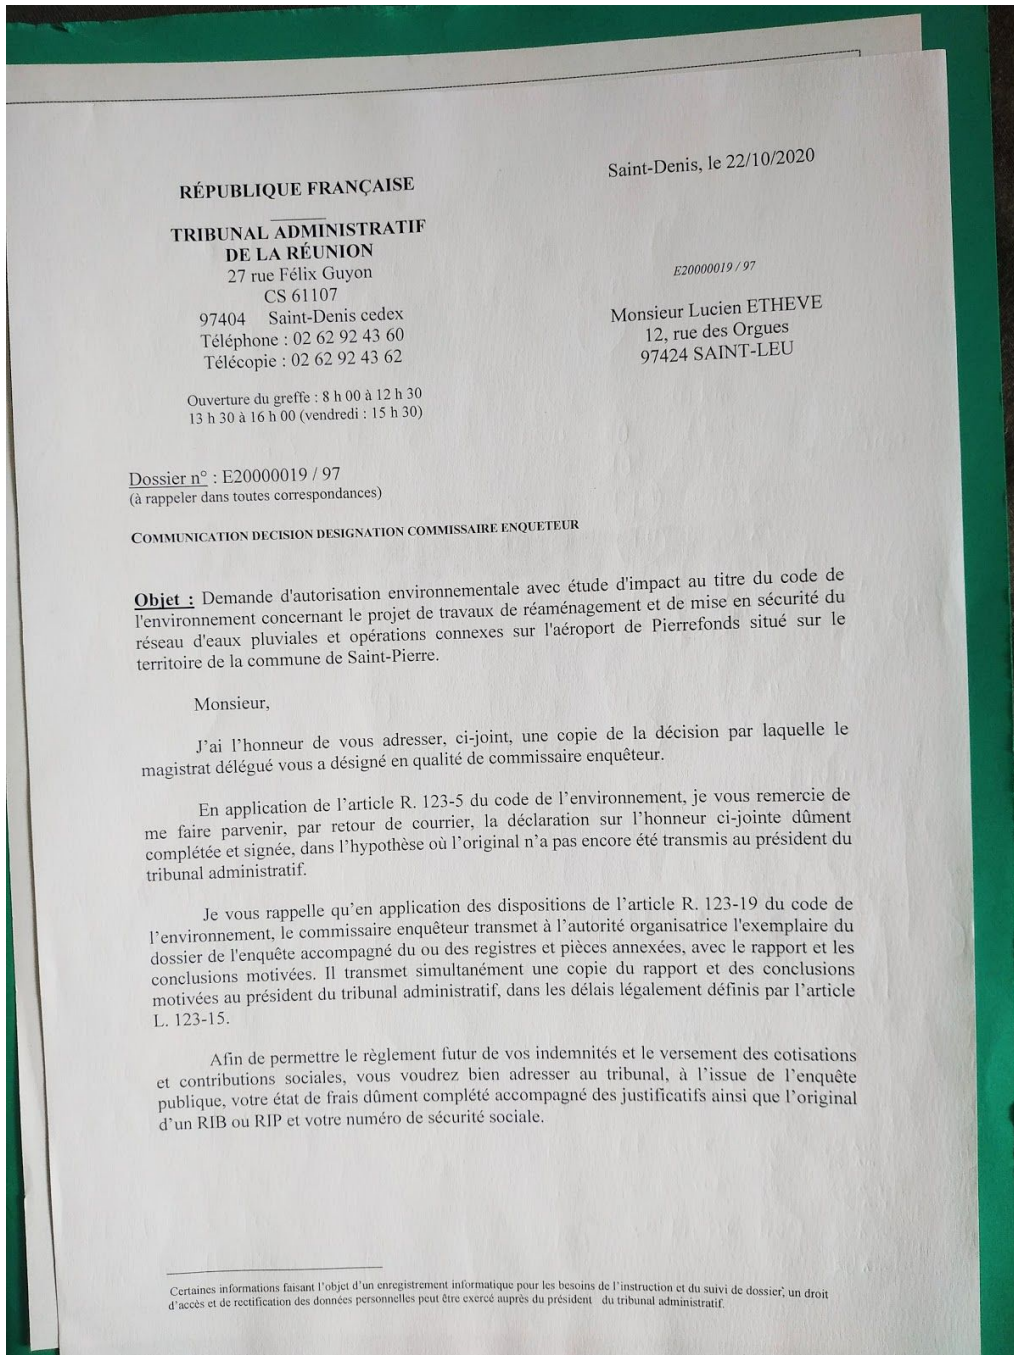 Saint-Denis, le 22/10/2020
RÉPUBLIQUE FRANÇAISE
TRIBUNAL ADMINISTRATIF
DE LA RÉUNION
27 rue Félix Guyon
CS 61107
97404 Saint-Denis cedex
Téléphone : 02 62 92 43 60
Télécopie : 02 62 92 43 62
Ouverture du greffe : 8 h 00 à 12 h 30
13 h 30 à 16 h 00 (vendredi : 15 h 30)
E20000019 / 97
Monsieur Lucien ETHEVE
12, rue des Orgues
97424 SAINT-LEU
Dossier n° : E20000019 / 97
(à rappeler dans toutes correspondances)
COMMUNICATION DECISION DESIGNATION COMMISSAIRE ENQUETEUR
Objet : Demande d'autorisation environnementale avec étude d'impact au titre du code de
l'environnement concernant le projet de travaux de réaménagement et de mise en sécurité du
réseau d'eaux pluviales et opérations connexes sur l'aéroport de Pierrefonds situé sur le
territoire de la commune de Saint-Pierre.
Monsieur,
J’ai l’honneur de vous adresser, ci-joint, une copie de la décision par laquelle le
magistrat délégué vous a désigné en qualité de commissaire enquêteur.
En application de l’article R. 123-5 du code de l’environnement, je vous remercie de
me faire parvenir, par retour de courrier, la déclaration sur l’honneur ci-jointe dûment
complétée et signée, dans l’hypothèse où l’original n’a pas encore été transmis au président du
tribunal administratif.
Je vous rappelle qu’en application des dispositions de l’article R. 123-19 du code de
l’environnement, le commissaire enquêteur transmet à l’autorité organisatrice l'exemplaire du
dossier de l'enquête accompagné du ou des registres et pièces annexées, avec le rapport et les
conclusions motivées. Il transmet simultanément une copie du rapport et des conclusions
motivées au président du tribunal administratif, dans les délais légalement définis par l’article
L. 123-15.
Afin de permettre le règlement futur de vos indemnités et le versement des cotisations
et contributions sociales, vous voudrez bien adresser au tribunal, à l’issue de l’enquête
publique, votre état de frais dûment complété accompagné des justificatifs ainsi que l’original
d’un RIB ou RIP et votre numéro de sécurité sociale.
Certaines informations faisant l’objet d’un enregistrement informatique pour les besoins de l’instruction et du suivi de dossier, un droit
d’accès et de rectification des données personnelles peut être exercé auprès du président du tribunal administratif.